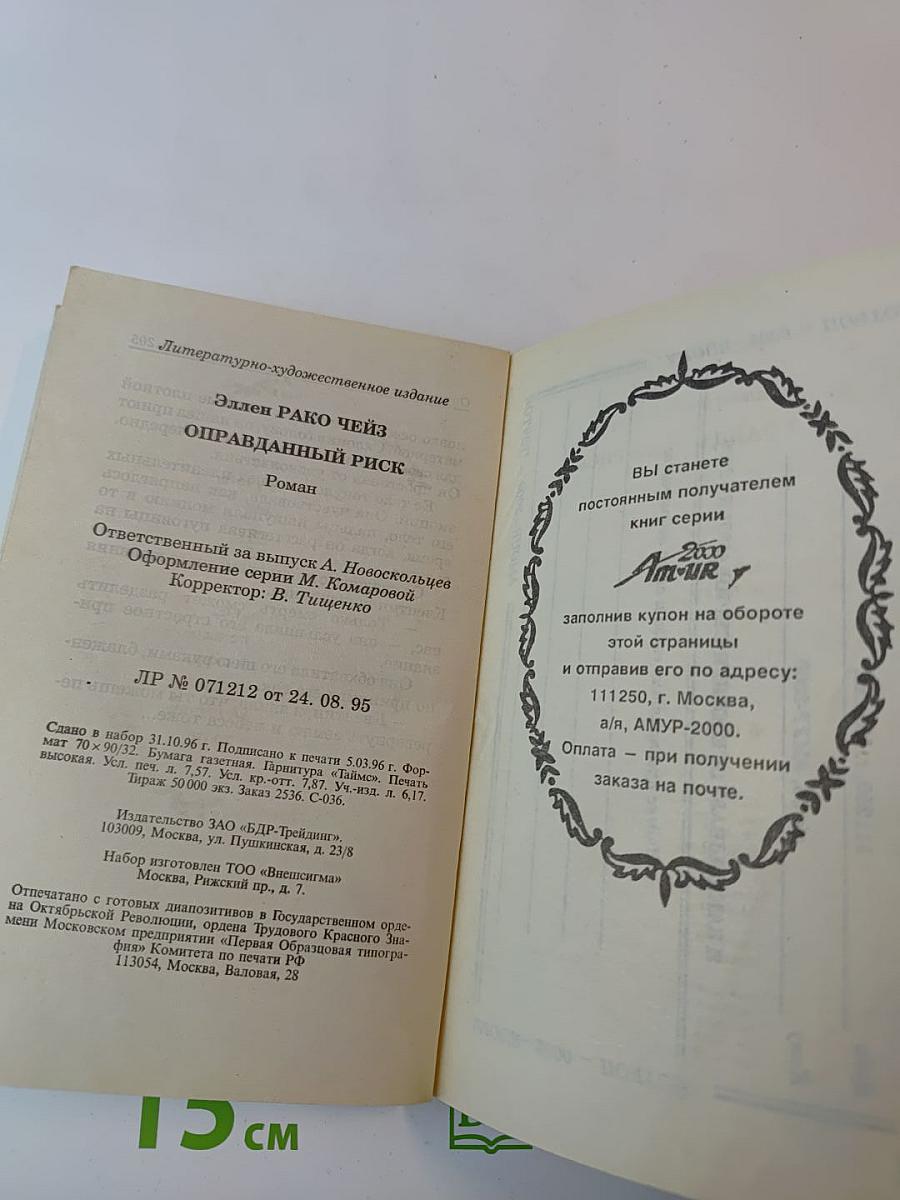 Литературно-художественное издание
Эллен РАКО ЧЕЙЗ
ОПРАВДАННЫЙ РИСК
Роман
Ответственный за выпуск А. Новоскольцев
Оформление серии М. Комаровой
Корректор: В. Тищенко
ЛР № 071212 от 24. 08. 95
Сдано в набор 31.10.96 г. Подписано к печати 5.03.96 г. Фор-
мат 70×90/32. Бумага газетная. Гарнитура «Таймс». Печать
высокая. Усл. печ. л. 7,57. Усл. кр.-отт. 7,87. Уч.-изд. л. 6,17.
Тираж 50 000 экз. Заказ 2536. С-036.
Издательство ЗАО «БДР-Трейдинг».
103009, Москва, ул. Пушкинская, д. 23/8
Набор изготовлен ТОО «Внешсигма»
Москва, Рижский пр., д. 7.
Отпечатано с готовых диапозитивов в Государственном орде-
на Октябрьской Революции, ордена Трудового Красного Зна-
мени Московском предприятии «Первая Образцовая типогра-
фия» Комитета по печати РФ
113054, Москва, Валовая, 28
ВЫ станете
постоянным получателем
книг серии
2000
Amour
заполнив купон на обороте
этой страницы
и отправив его по адресу:
111250, г. Москва,
а/я, АМУР-2000.
Оплата – при получении
заказа на почте.
15 см